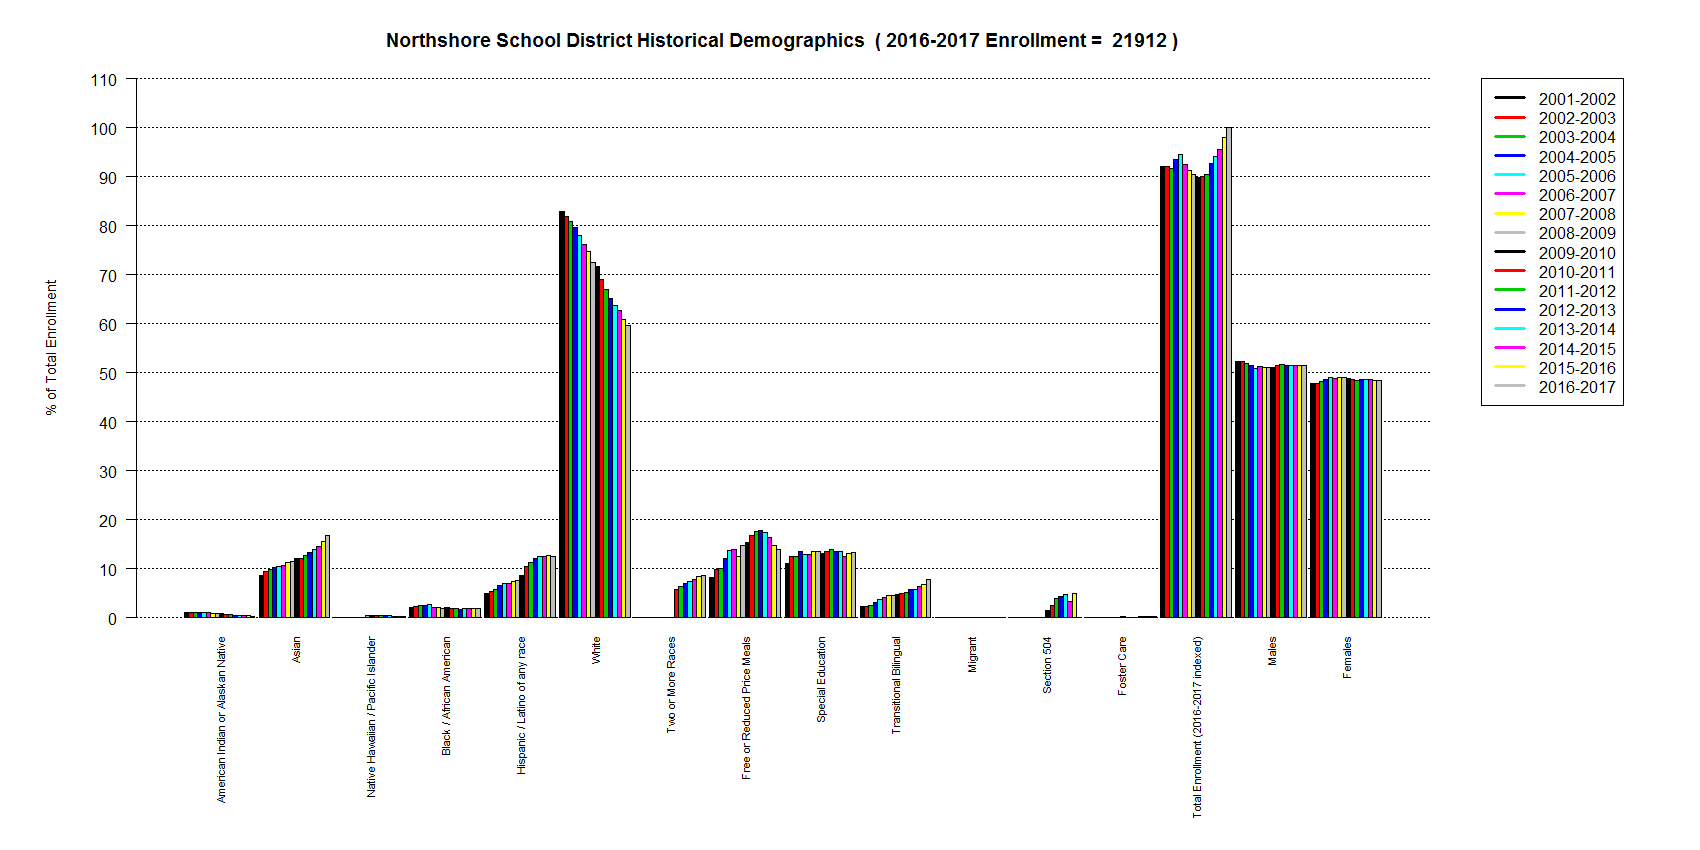 Northshore School District Historical Demographics  ( 2016-2017 Enrollment =  21912 )
% of Total Enrollment
110
100
90
80
70
60
50
40
30
20
10
0
American Indian or Alaskan Native
Asian
Native Hawaiian / Pacific Islander
Black / African American
Hispanic / Latino of any race
White
Two or More Races
Free or Reduced Price Meals
Special Education
Transitional Bilingual
Migrant
Section 504
Foster Care
Total Enrollment (2016-2017 indexed)
Males
Females
2001-2002
2002-2003
2003-2004
2004-2005
2005-2006
2006-2007
2007-2008
2008-2009
2009-2010
2010-2011
2011-2012
2012-2013
2013-2014
2014-2015
2015-2016
2016-2017